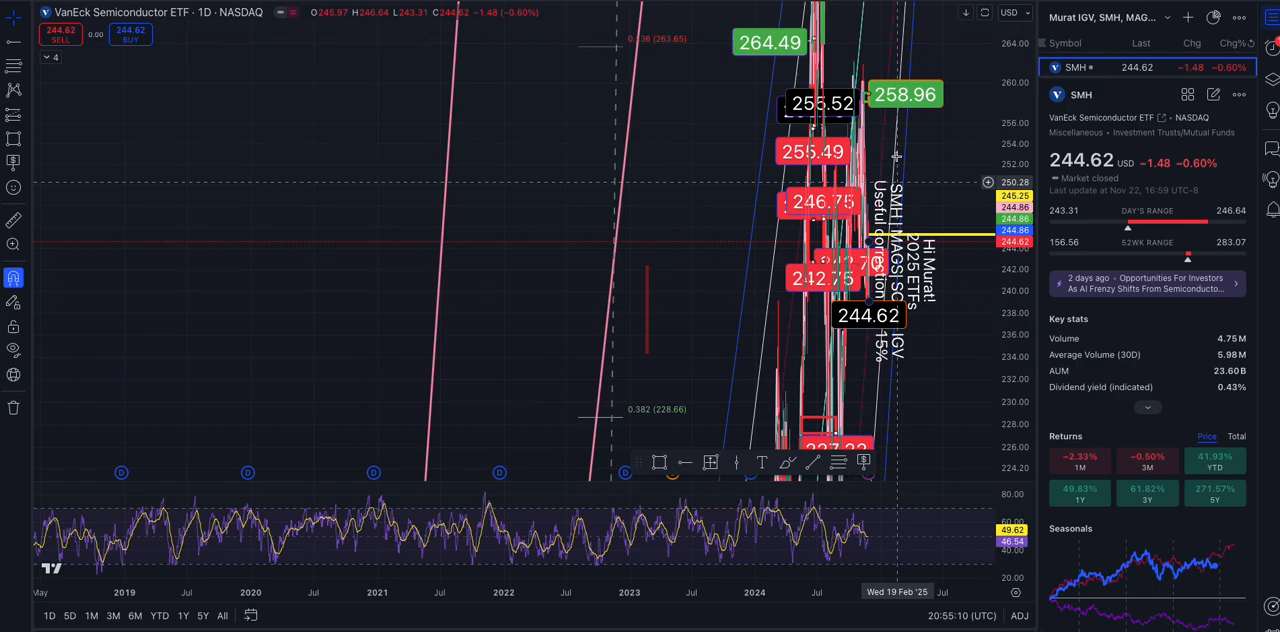 VanEck Semiconductor ETF · 1D · NASDAQ
O245.97 H246.64 L243.31 C244.62 −1.48 (−0.60%)
USD
244.62
SELL
0.00
244.62
BUY
4
(263.65)
264.49
255.52
258.96
255.49
246.75
242.75
244.62
Hi Murat!
2025 ETFs
SMH | MAGS
IGV
Useful correction
15%
0.382 (228.66)
264.00
260.00
256.00
254.00
252.00
250.28
245.25
244.86
244.86
244.86
244.62
242.00
240.00
238.00
236.00
234.00
232.00
230.00
228.00
226.00
224.20
D
D
D
D
D
T
80.00
60.00
49.62
46.54
40.00
20.00
May
2019
Jul
2020
Jul
2021
Jul
2022
Jul
2023
Jul
2024
Jul
Wed 19 Feb '25
Jul
1D 5D 1M 3M 6M YTD 1Y 5Y All
20:55:10 (UTC)
ADJ
Murat IGV, SMH, MAG...
Symbol Last Chg Chg%
SMH 244.62 −1.48 −0.60%
SMH
VanEck Semiconductor ETF · NASDAQ
Miscellaneous • Investment Trusts/Mutual Funds
244.62 USD −1.48 −0.60%
Market closed
Last update at Nov 22, 16:59 UTC-8
243.31 DAY'S RANGE 246.64
156.56 52WK RANGE 283.07
2 days ago • Opportunities For Investors
As AI Frenzy Shifts From Semiconducto...
Key stats
Volume 4.75 M
Average Volume (30D) 5.98 M
AUM 23.60 B
Dividend yield (indicated) 0.43%
Returns Price Total
−2.33%
1M
−0.50%
3M
41.93%
YTD
49.83%
1Y
61.82%
3Y
271.57%
5Y
Seasonals